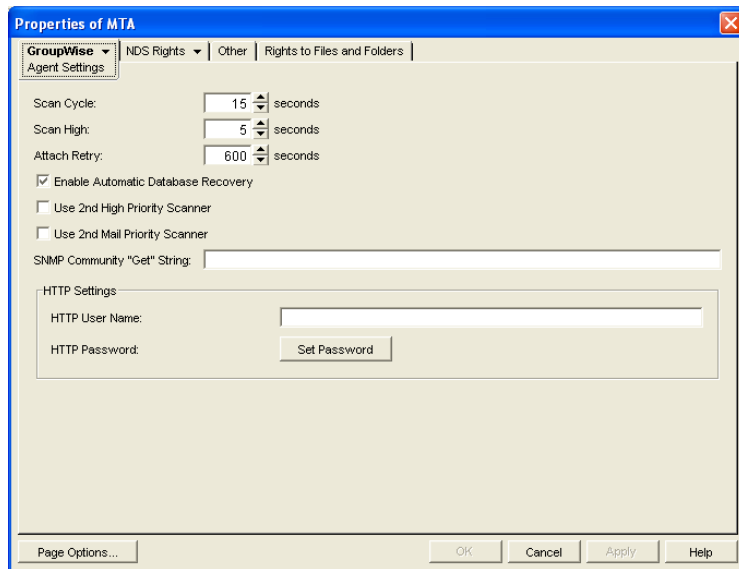 Properties of MTA
GroupWise NDS Rights Other Rights to Files and Folders
Agent Settings
Scan Cycle: 15 seconds
Scan High: 5 seconds
Attach Retry: 600 seconds
Enable Automatic Database Recovery
Use 2nd High Priority Scanner
Use 2nd Mail Priority Scanner
SNMP Community "Get" String:
HTTP Settings
HTTP User Name:
HTTP Password: Set Password
Page Options... OK Cancel Apply Help